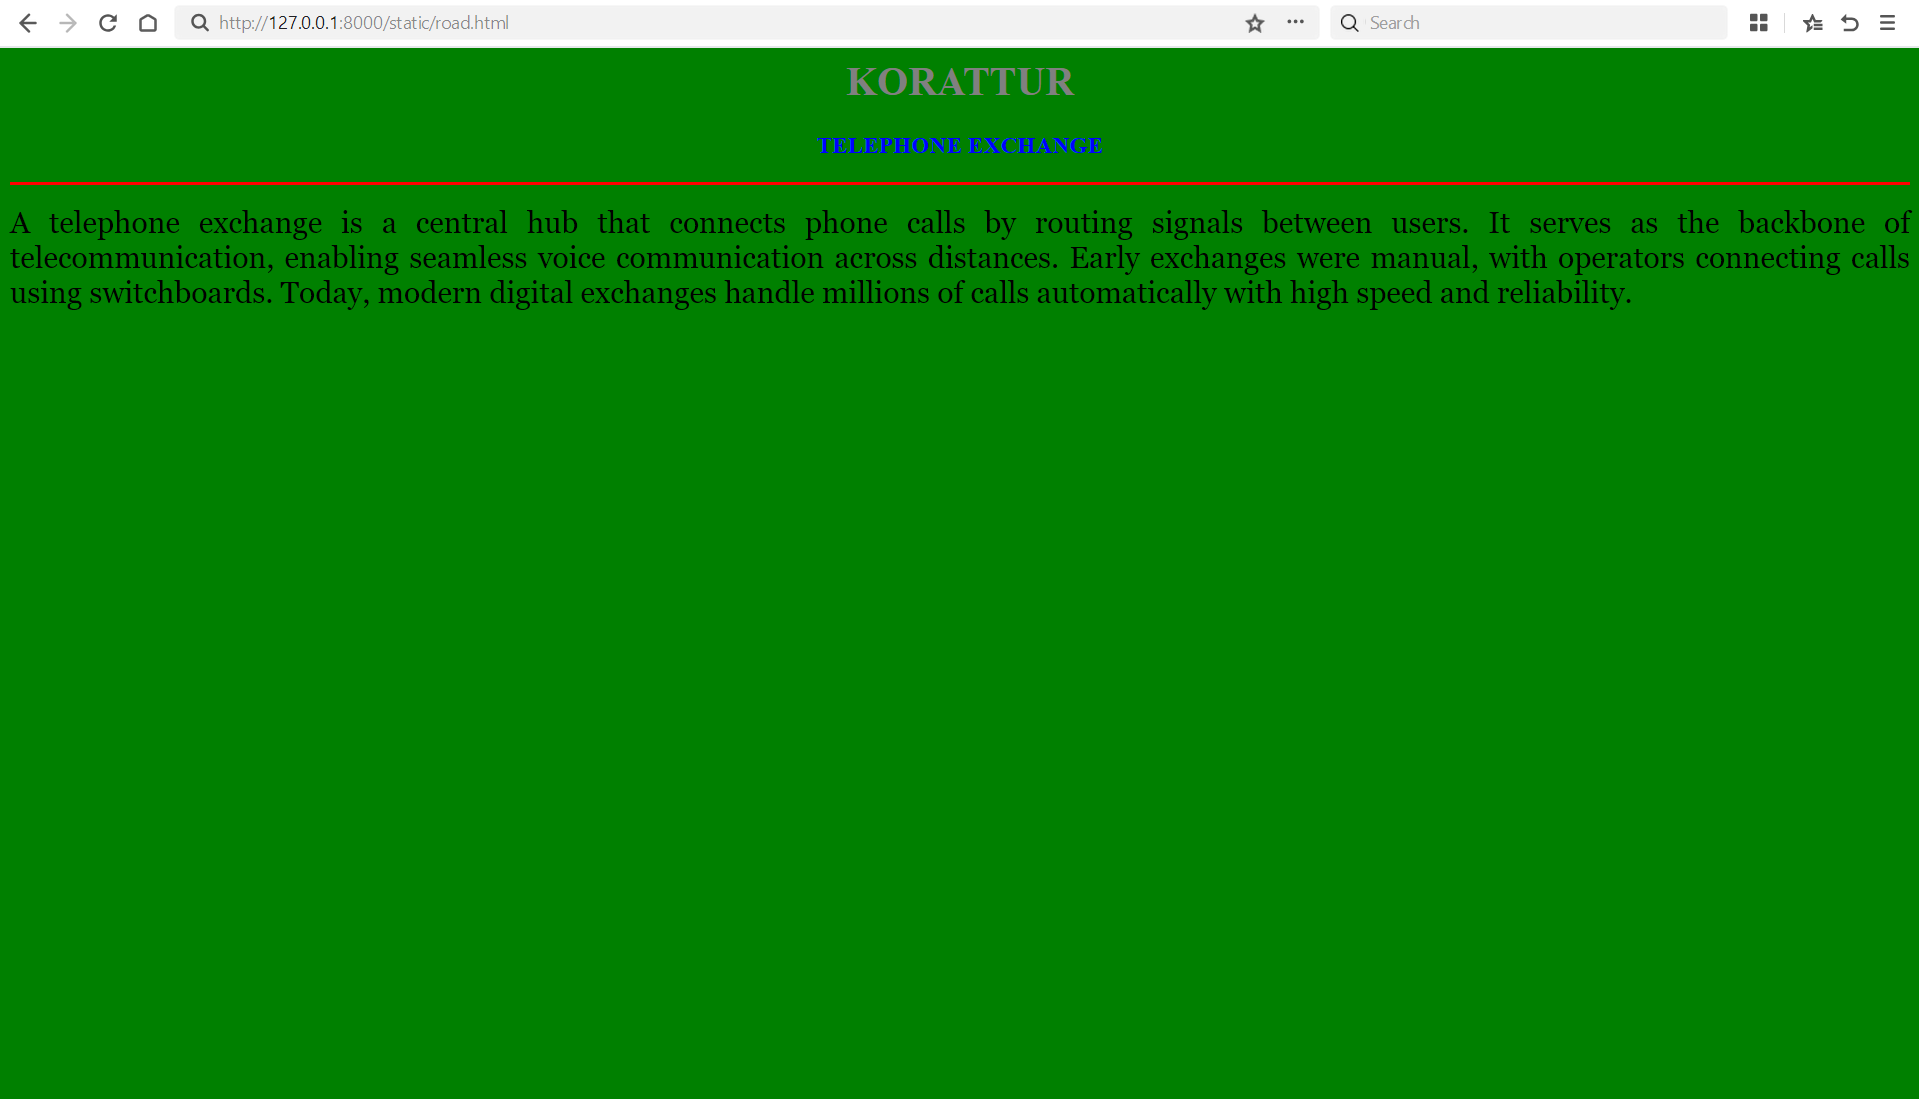 http://127.0.0.1:8000/static/road.html
Search
KORATTUR
TELEPHONE EXCHANGE
A telephone exchange is a central hub that connects phone calls by routing signals between users. It serves as the backbone of
telecommunication, enabling seamless voice communication across distances. Early exchanges were manual, with operators connecting calls
using switchboards. Today, modern digital exchanges handle millions of calls automatically with high speed and reliability.